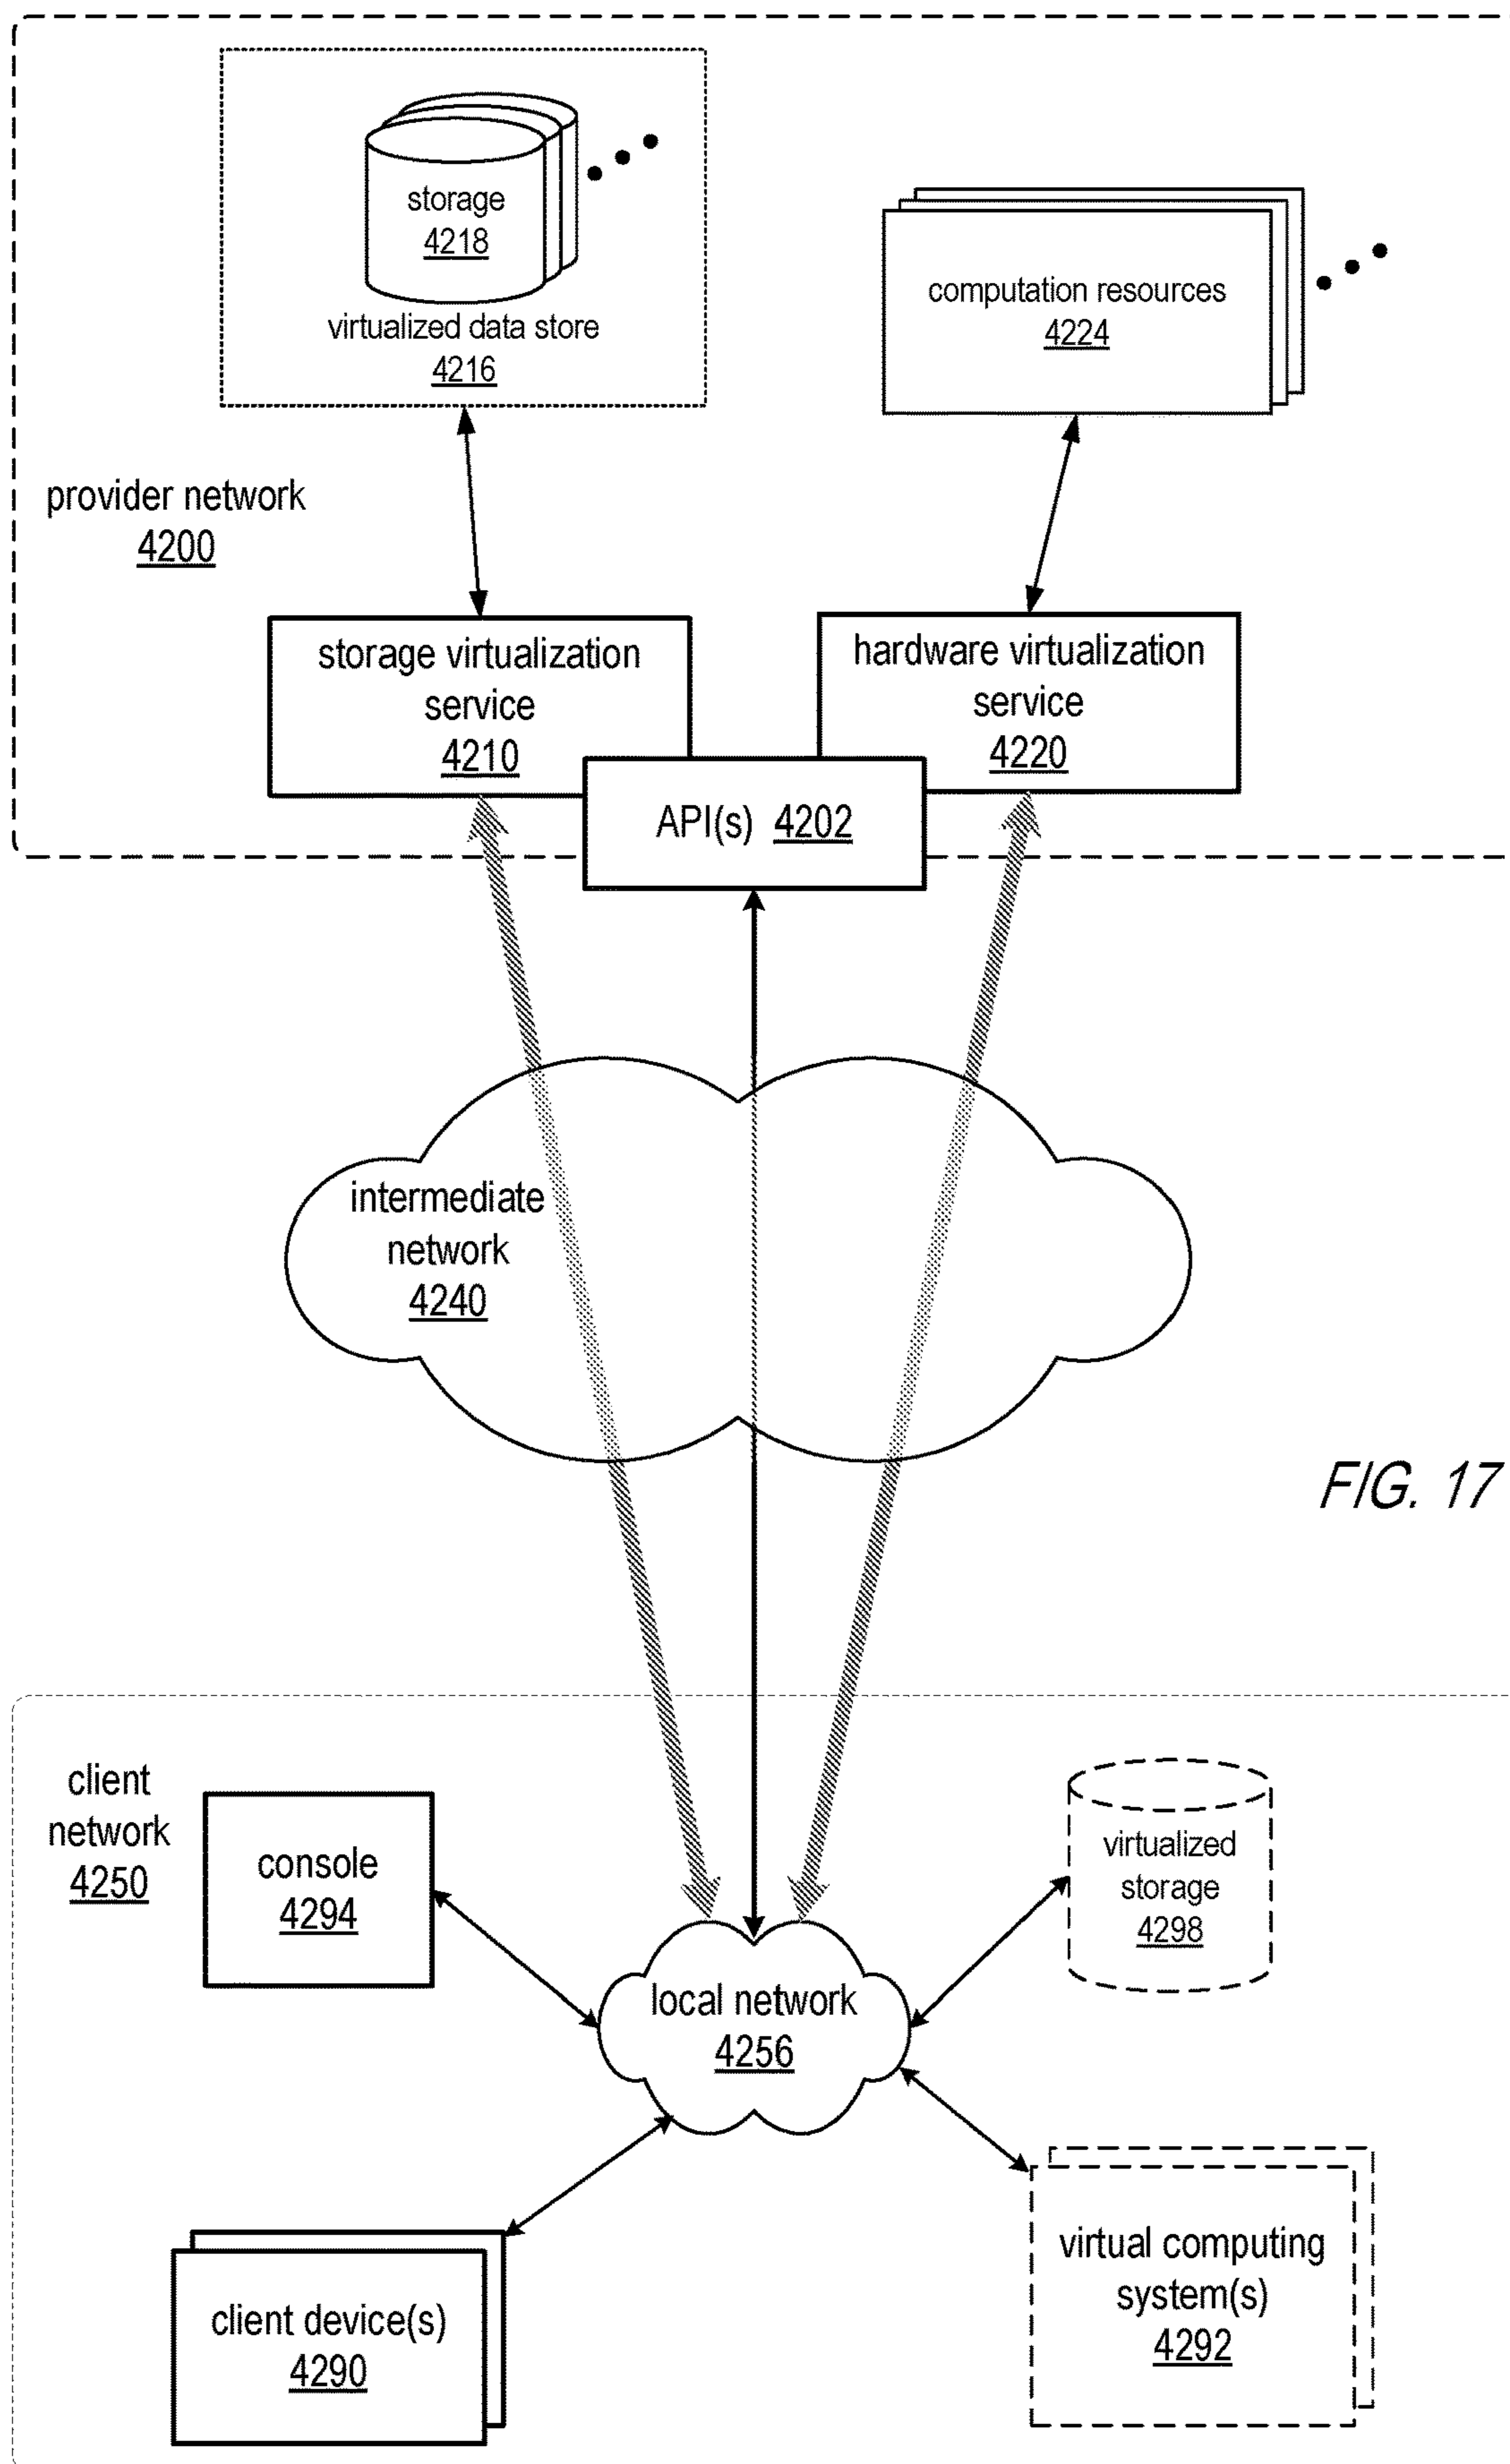 storage
4218
virtualized data store
4216
computation resources
4224
provider network
4200
storage virtualization
service
4210
hardware virtualization
service
4220
API(s) 4202
intermediate
network
4240
FIG. 17
client
network
4250
console
4294
virtualized
storage
4298
local network
4256
client device(s)
4290
virtual computing
system(s)
4292